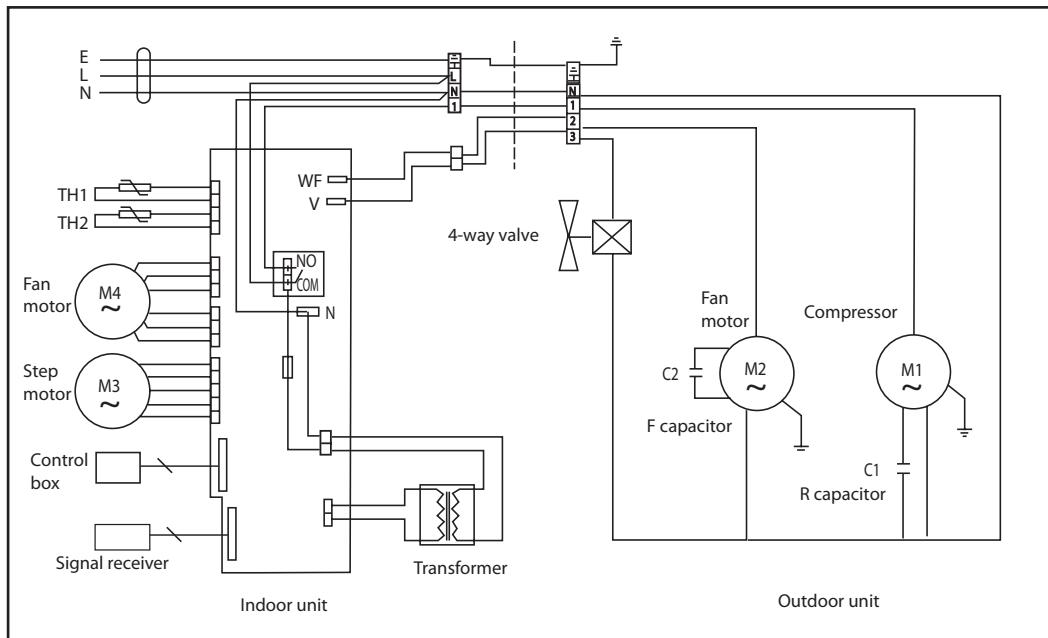 E
L
N
L
N
1
N
1
2
3
WF
V
TH1
TH2
NO
COM
N
4-way valve
Fan
motor
M4
~
Step
motor
M3
~
Fan
motor
M2
~
C2
F capacitor
Compressor
M1
~
C1
R capacitor
Control
box
Signal receiver
Transformer
Indoor unit
Outdoor unit